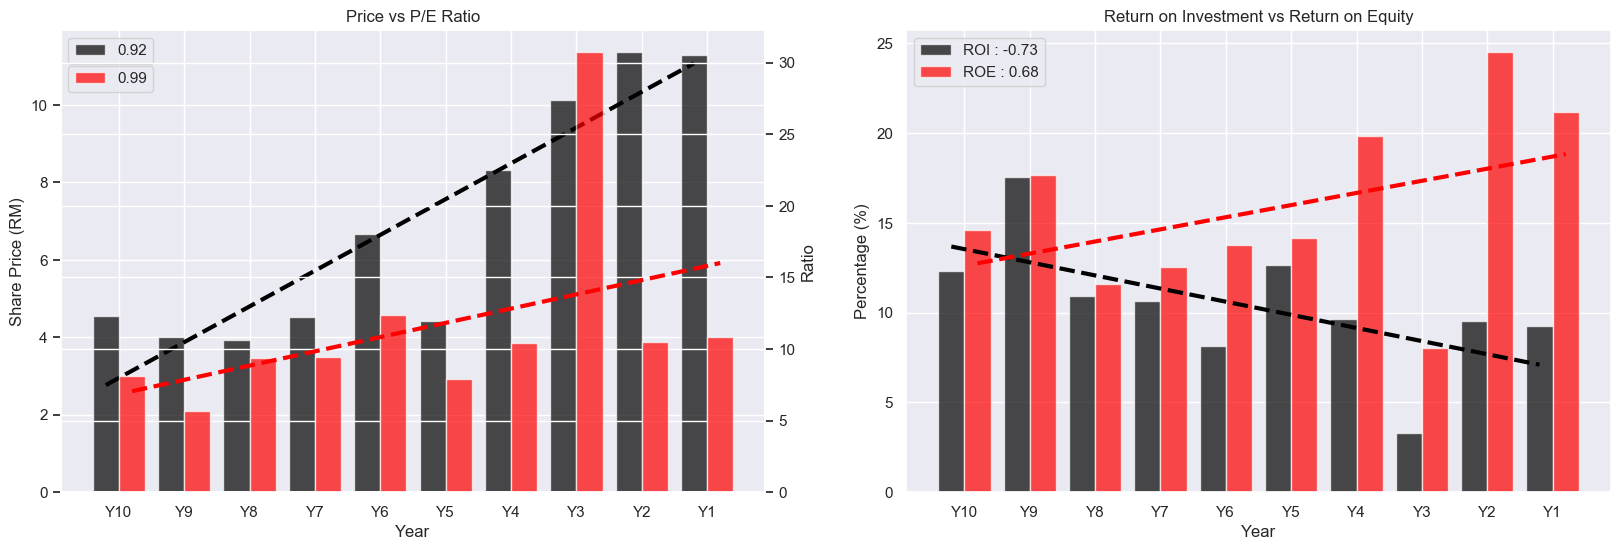 Price vs P/E Ratio
0.92
0.99
Share Price (RM)
10
8
6
4
2
0
30
25
20
15
10
5
0
Ratio
Y10 Y9 Y8 Y7 Y6 Y5 Y4 Y3 Y2 Y1
Year
Return on Investment vs Return on Equity
ROI : -0.73
ROE : 0.68
Percentage (%)
25
20
15
10
5
0
Y10 Y9 Y8 Y7 Y6 Y5 Y4 Y3 Y2 Y1
Year